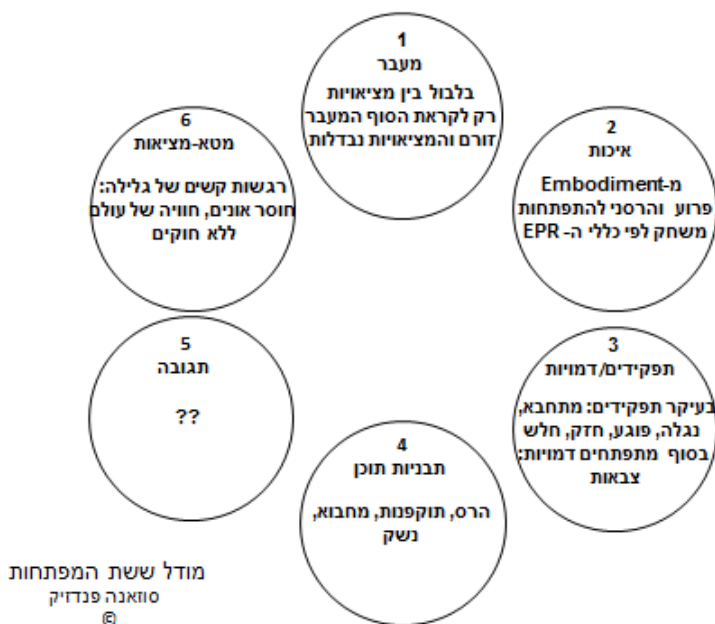 1
מעבר
בלבול בין מציאויות
רק לקראת הסוף המעבר
זורם והמציאויות נבדלות
2
איכות
מ-Embodiment
פרוע והרסני להתפתחות
משחק לפי כללי ה- EPR
3
תפקידים/דמויות
בעיקר תפקידים: מתחבא,
נגלה, פוגע, חזק, חלש
בסוף מתפתחים דמויות:
צבאות
4
תבניות תוכן
הרס, תוקפנות, מחבוא,
נשק
5
תגובה
??
6
מטא-מציאות
רגשות קשים של גלילה:
חוסר אונים, חוויה של עולם
ללא חוקים
מודל ששת המפתחות
סוזאנה פנדזיק
©